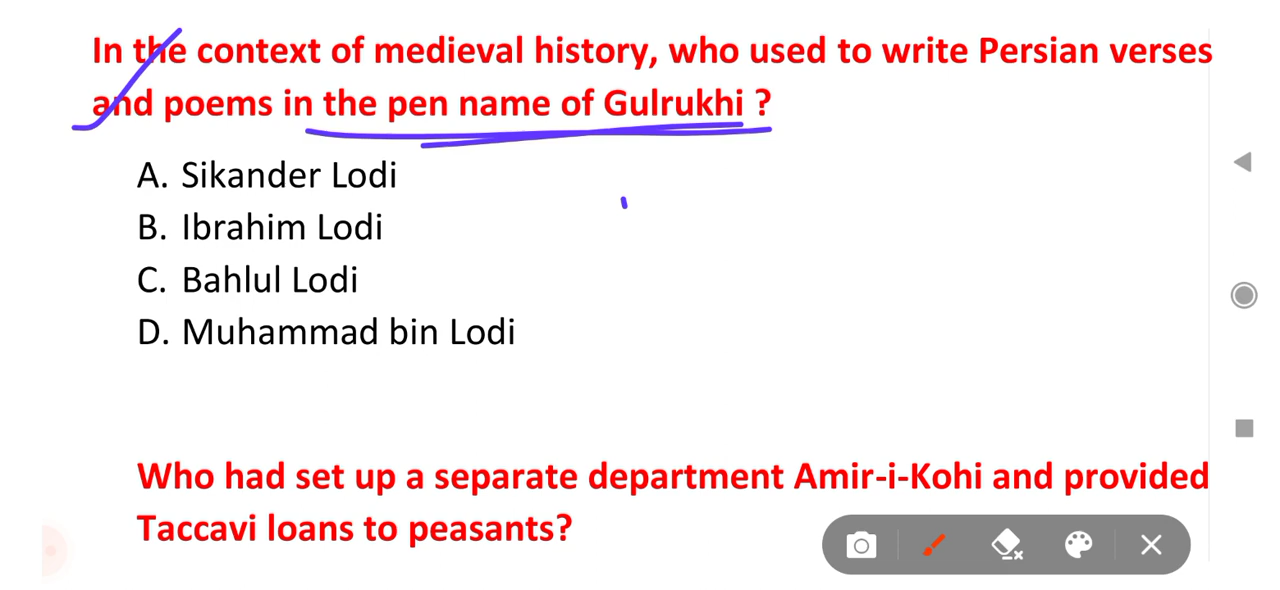 In the context of medieval history, who used to write Persian verses
and poems in the pen name of Gulrukhi ?
A. Sikander Lodi
B. Ibrahim Lodi
C. Bahlul Lodi
D. Muhammad bin Lodi
Who had set up a separate department Amir-i-Kohi and provided
Taccavi loans to peasants?